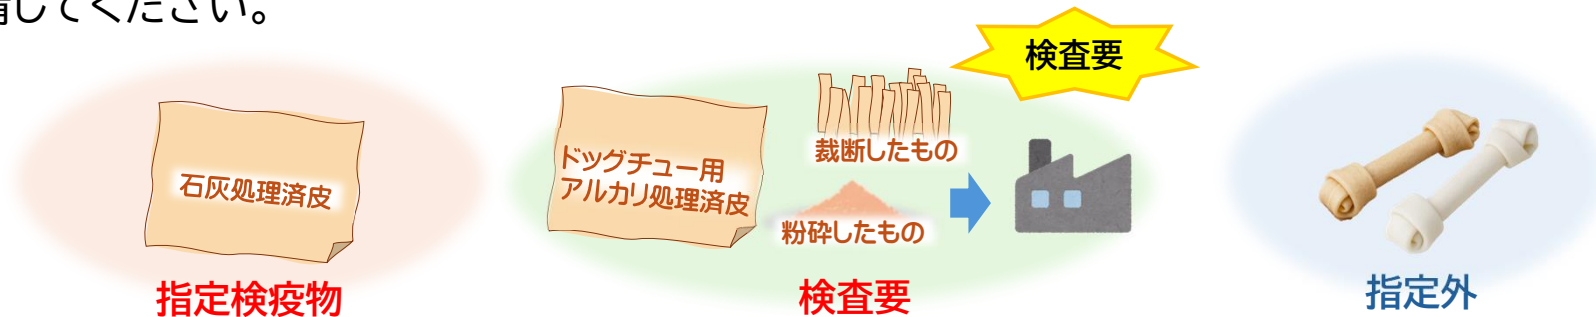 備してください。
検査要
石灰処理済皮
ドッグチュー用
アルカリ処理済皮
裁断したもの
粉砕したもの
指定検疫物
検査要
指定外